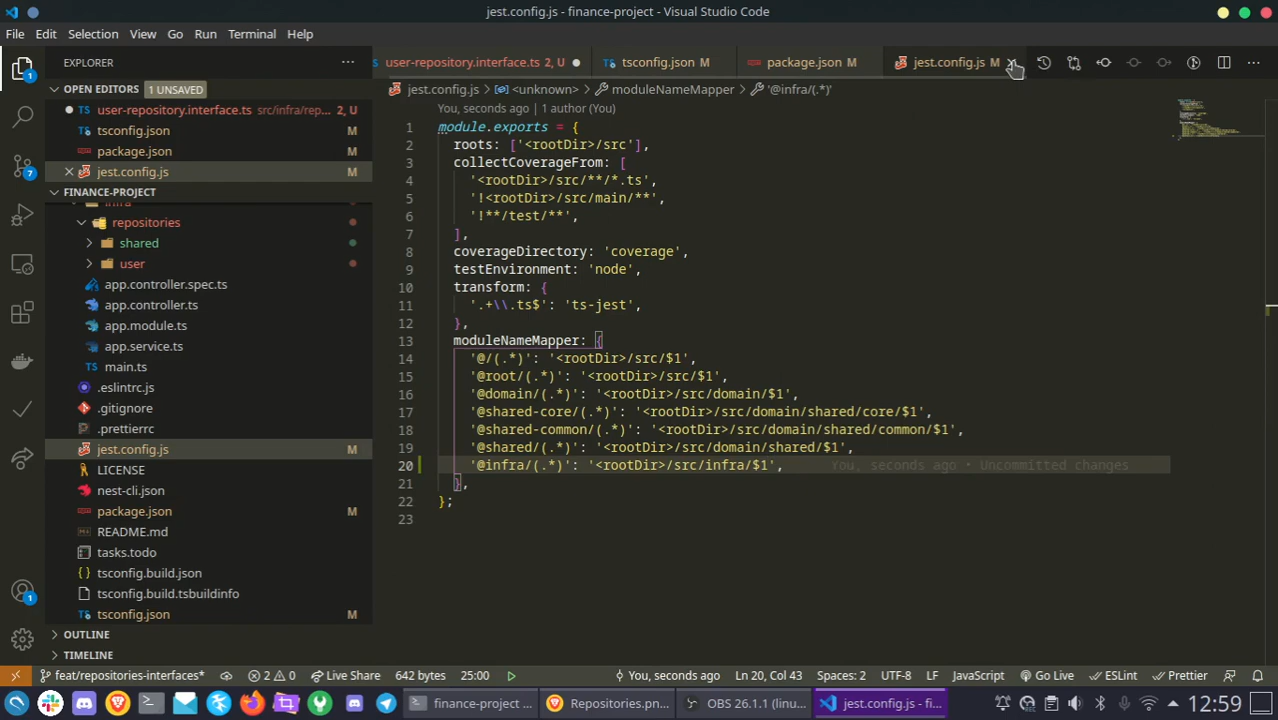 jest.config.js - finance-project - Visual Studio Code
File Edit Selection View Go Run Terminal Help
EXPLORER
user-repository.interface.ts 2, U
tsconfig.json M
package.json M
jest.config.js M
OPEN EDITORS 1 UNSAVED
jest.config.js > <unknown> > moduleNameMapper > '@infra/(.*)'
user-repository.interface.ts src/infra/rep... 2, U
tsconfig.json
package.json
jest.config.js
FINANCE-PROJECT
infra
repositories
shared
user
app.controller.spec.ts
app.controller.ts
app.module.ts
app.service.ts
main.ts
.eslintrc.js
.gitignore
.prettierrc
jest.config.js M
LICENSE
nest-cli.json
package.json M
README.md
tasks.todo
tsconfig.build.json
tsconfig.build.tsbuildinfo
tsconfig.json M
OUTLINE
TIMELINE
You, seconds ago | 1 author (You)
1 module.exports = {
2 roots: ['<rootDir>/src'],
3 collectCoverageFrom: [
4 '<rootDir>/src/**/*.ts',
5 '!<rootDir>/src/main/**',
6 '!**/test/**',
7 ],
8 coverageDirectory: 'coverage',
9 testEnvironment: 'node',
10 transform: {
11 '.+\\.ts$': 'ts-jest',
12 },
13 moduleNameMapper: {
14 '@/(.*)': '<rootDir>/src/$1',
15 '@root/(.*)': '<rootDir>/src/$1',
16 '@domain/(.*)': '<rootDir>/src/domain/$1',
17 '@shared-core/(.*)': '<rootDir>/src/domain/shared/core/$1',
18 '@shared-common/(.*)': '<rootDir>/src/domain/shared/common/$1',
19 '@shared/(.*)': '<rootDir>/src/domain/shared/$1',
20 '@infra/(.*)': '<rootDir>/src/infra/$1', You, seconds ago • Uncommitted changes
21 },
22 };
23
feat/repositories-interfaces* 2 0 Live Share 642 bytes 25:00 You, seconds ago Ln 20, Col 43 Spaces: 2 UTF-8 LF JavaScript Go Live ESLint Prettier
finance-project ... Repositories.pn... OBS 26.1.1 (linu... jest.config.js - fi... 12:59